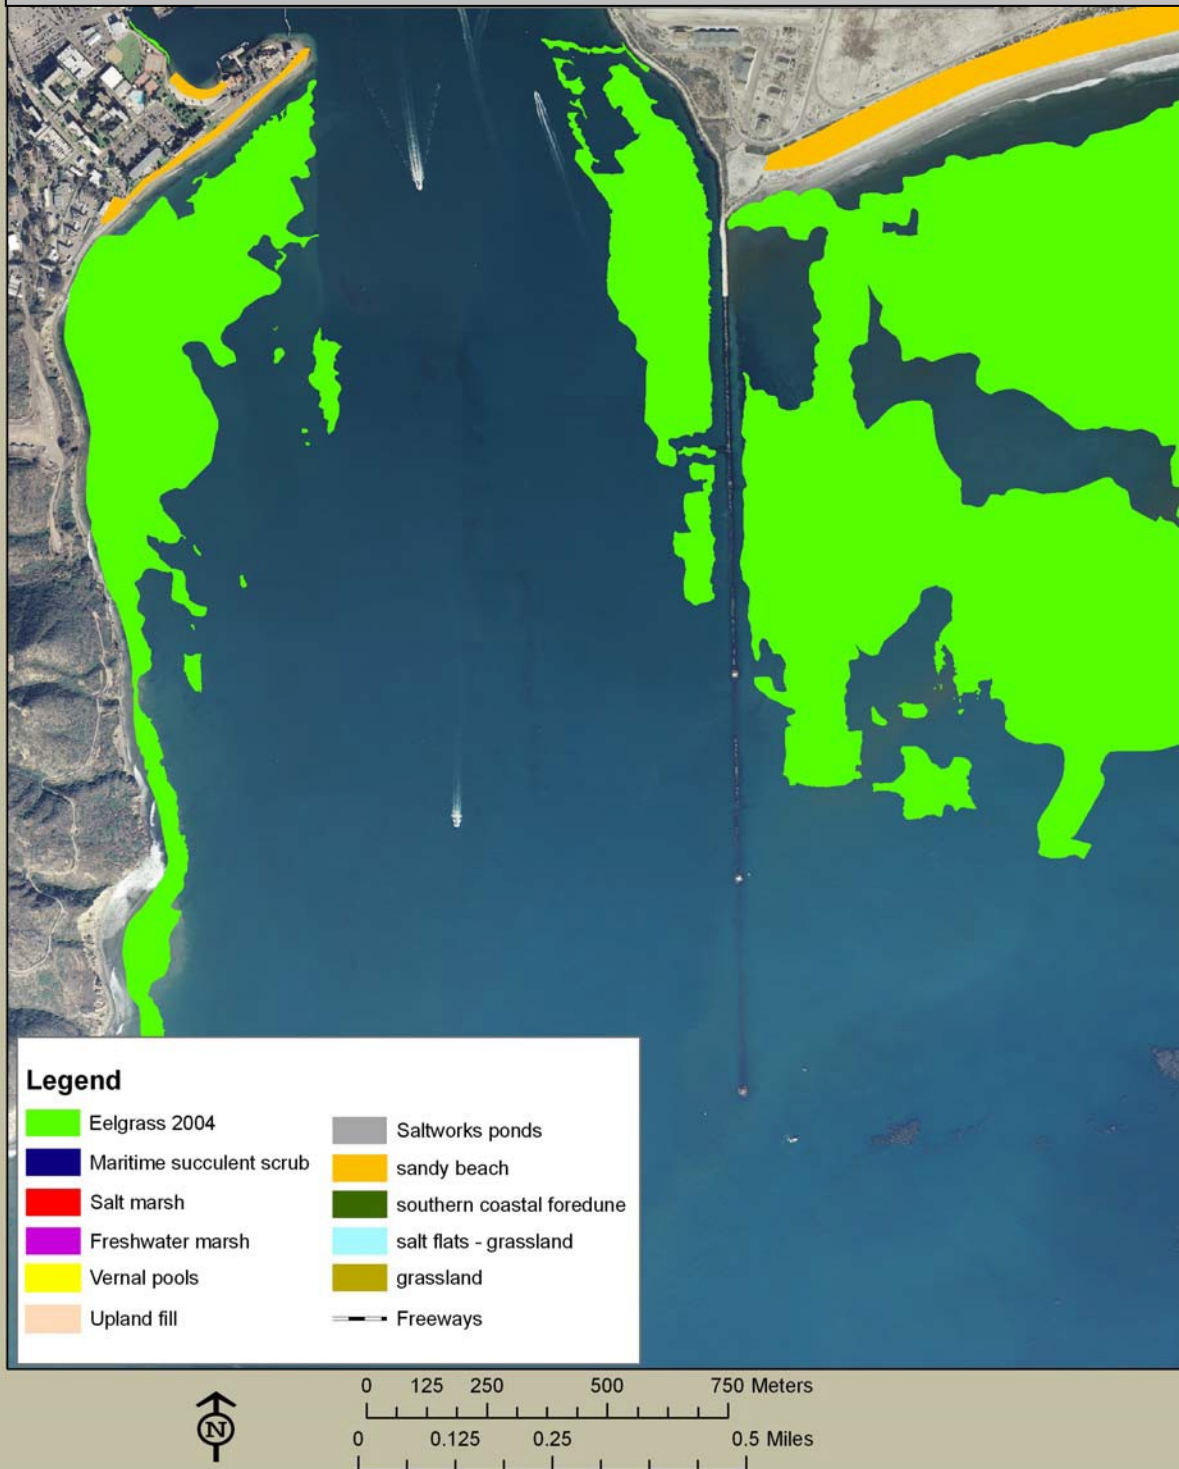 Legend
Eelgrass 2004
Maritime succulent scrub
Salt marsh
Freshwater marsh
Vernal pools
Upland fill
Saltworks ponds
sandy beach
southern coastal foredune
salt flats - grassland
grassland
Freeways
0 125 250 500 750 Meters
N
0 0.125 0.25 0.5 Miles